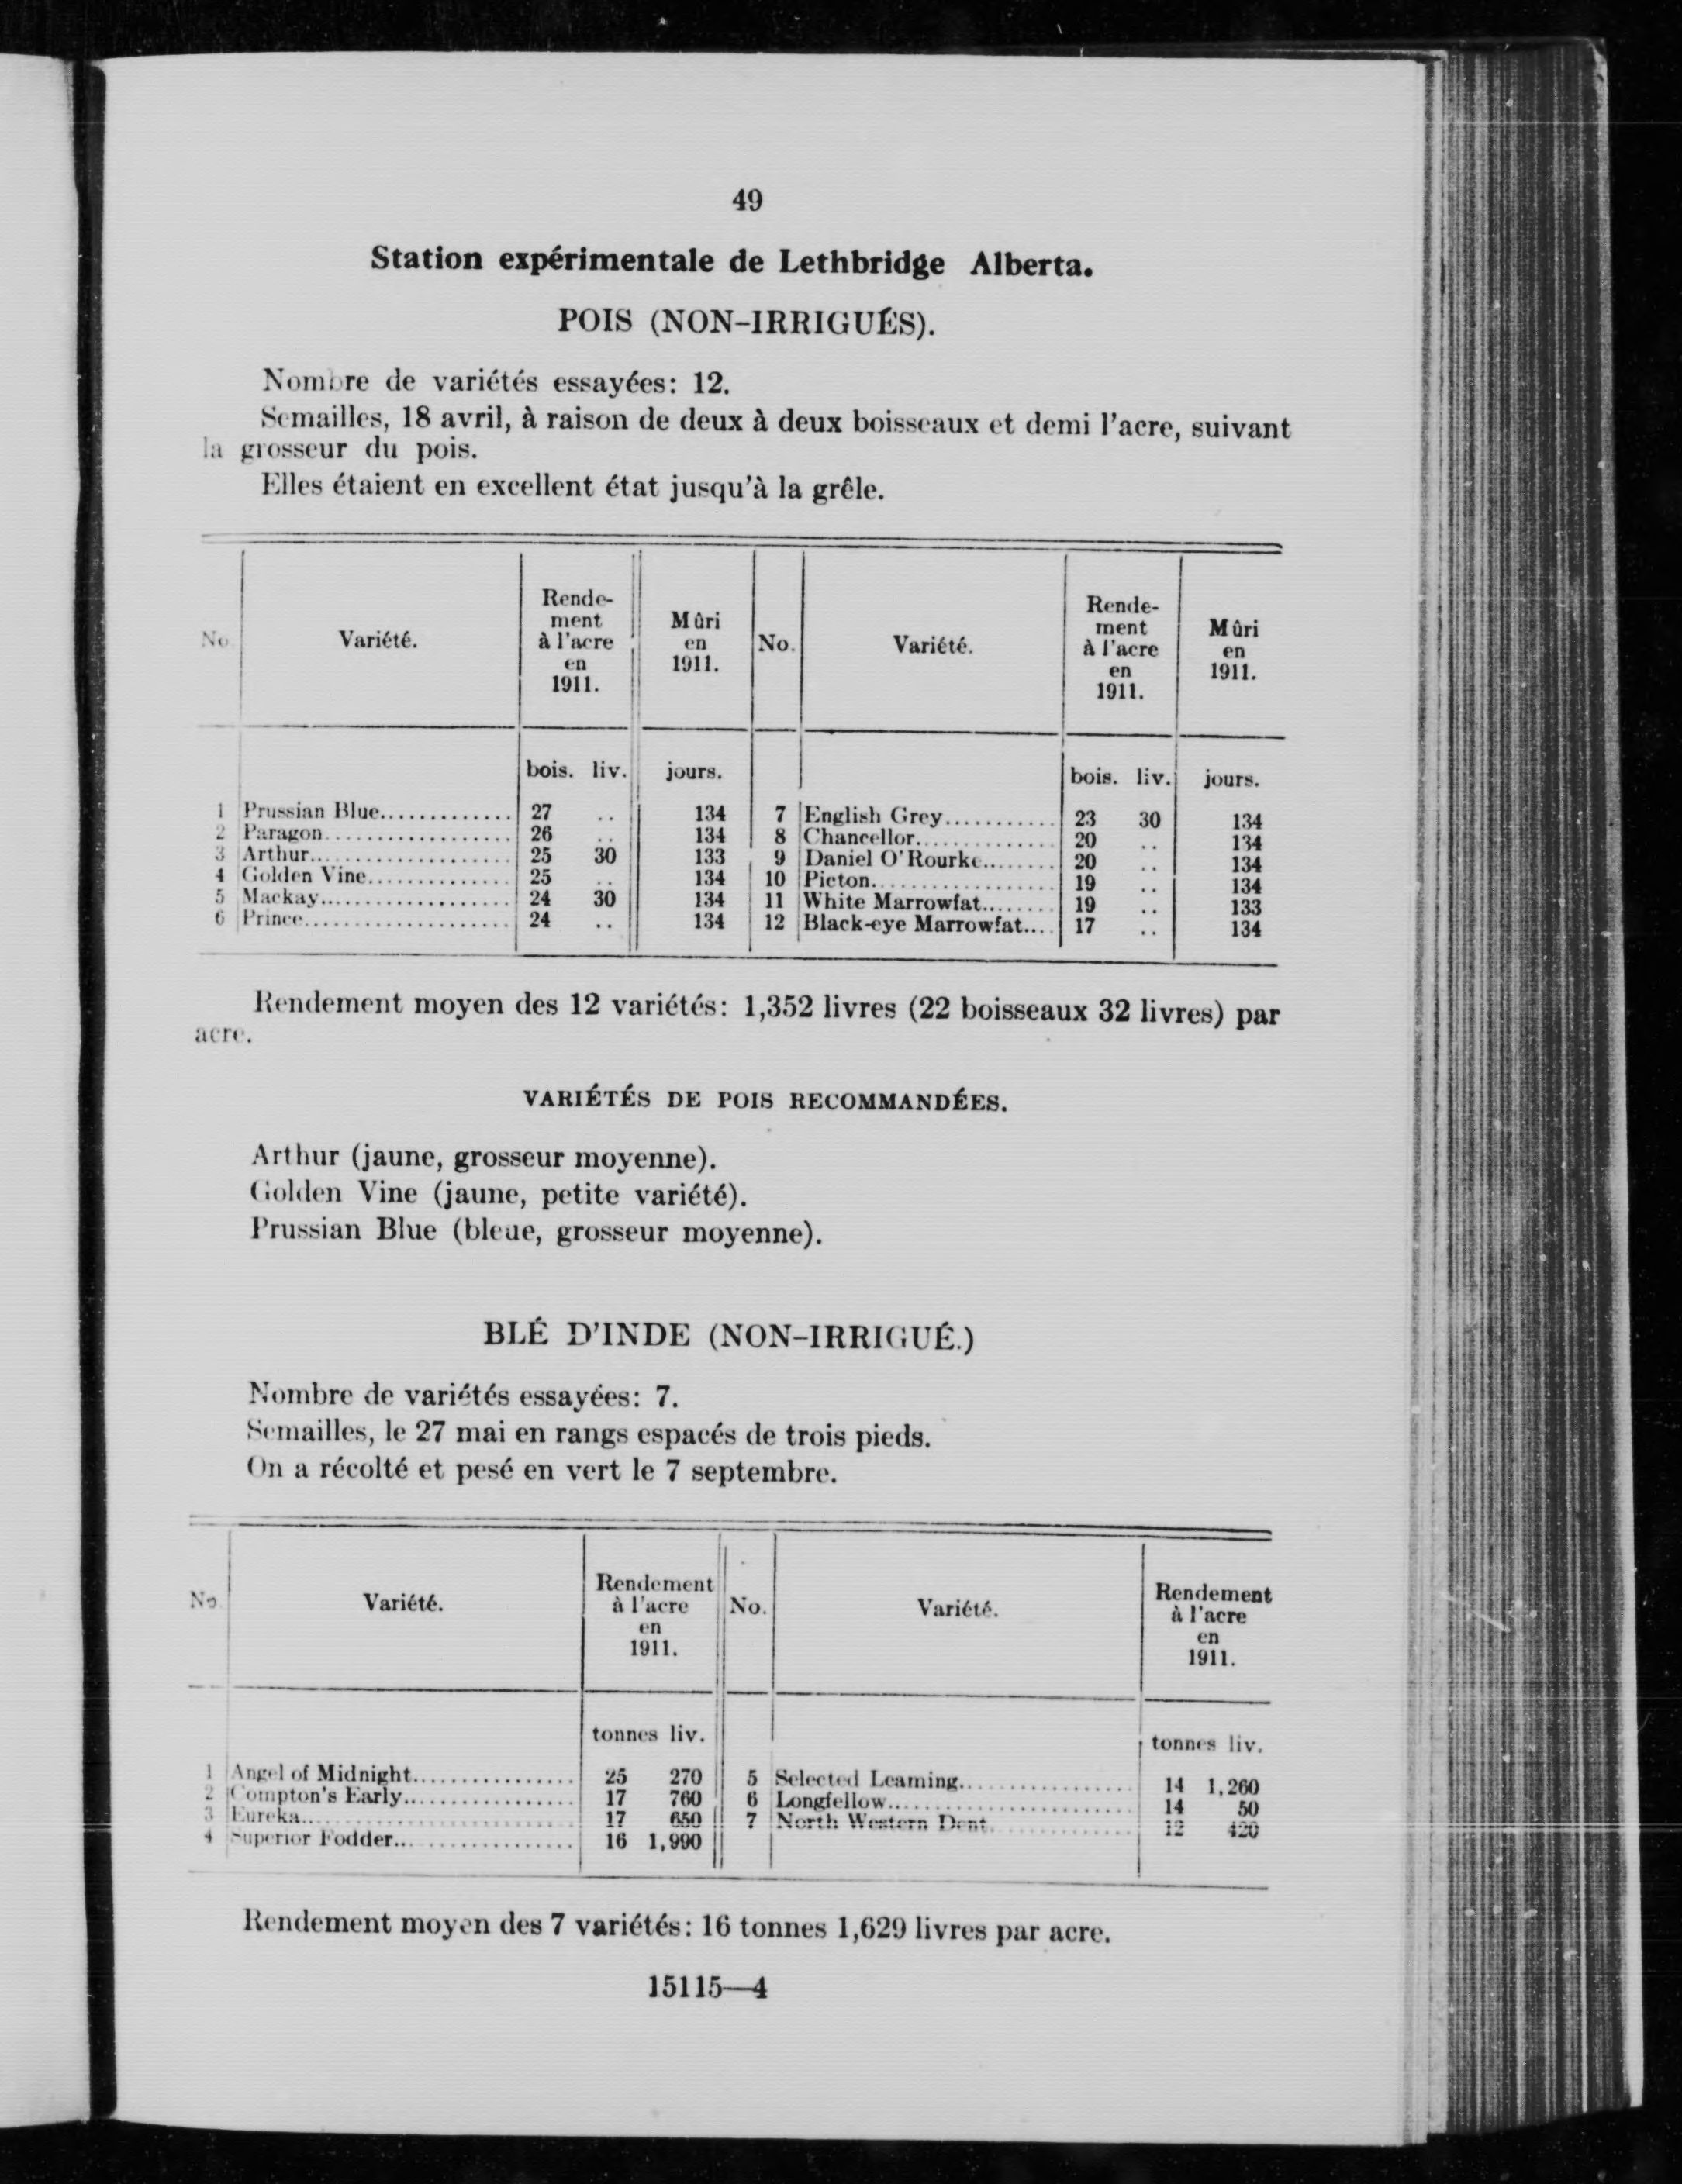 49
Station expérimentale de Lethbridge Alberta.
POIS (NON-IRRIGUÉS).
Nombre de variétés essayées: 12.
Semailles, 18 avril, à raison de deux à deux boisseaux et demi l'acre, suivant
la grosseur du pois.
Elles étaient en excellent état jusqu'à la grêle.
No. Variété. Rende-ment à l'acre en 1911. Mûri en 1911. No. Variété. Rende-ment à l'acre en 1911. Mûri en 1911.
bois. liv. jours. bois. liv. jours.
1 Prussian Blue............. 27 .. 134 7 English Grey........... 23 30 134
2 Paragon.................. 26 .. 134 8 Chancellor.............. 20 .. 134
3 Arthur.................... 25 30 133 9 Daniel O'Rourke....... 20 .. 134
4 Golden Vine.............. 25 .. 134 10 Picton.................. 19 .. 134
5 Mackay................... 24 30 134 11 White Marrowfat........ 19 .. 133
6 Prince.................... 24 .. 134 12 Black-eye Marrowfat.... 17 .. 134
Rendement moyen des 12 variétés: 1,352 livres (22 boisseaux 32 livres) par
acre.
VARIÉTÉS DE POIS RECOMMANDÉES.
Arthur (jaune, grosseur moyenne).
Golden Vine (jaune, petite variété).
Prussian Blue (bleue, grosseur moyenne).
BLÉ D'INDE (NON-IRRIGUÉ.)
Nombre de variétés essayées: 7.
Semailles, le 27 mai en rangs espacés de trois pieds.
On a récolté et pesé en vert le 7 septembre.
No. Variété. Rendement à l'acre en 1911. No. Variété. Rendement à l'acre en 1911.
tonnes liv. tonnes liv.
1 Angel of Midnight................ 25 270 5 Selected Leaming................. 14 1,260
2 Compton's Early................. 17 760 6 Longfellow........................ 14 50
3 Eureka........................... 17 650 7 North Western Dent.............. 12 420
4 Superior Fodder.................. 16 1,990
Rendement moyen des 7 variétés: 16 tonnes 1,629 livres par acre.
15115—4